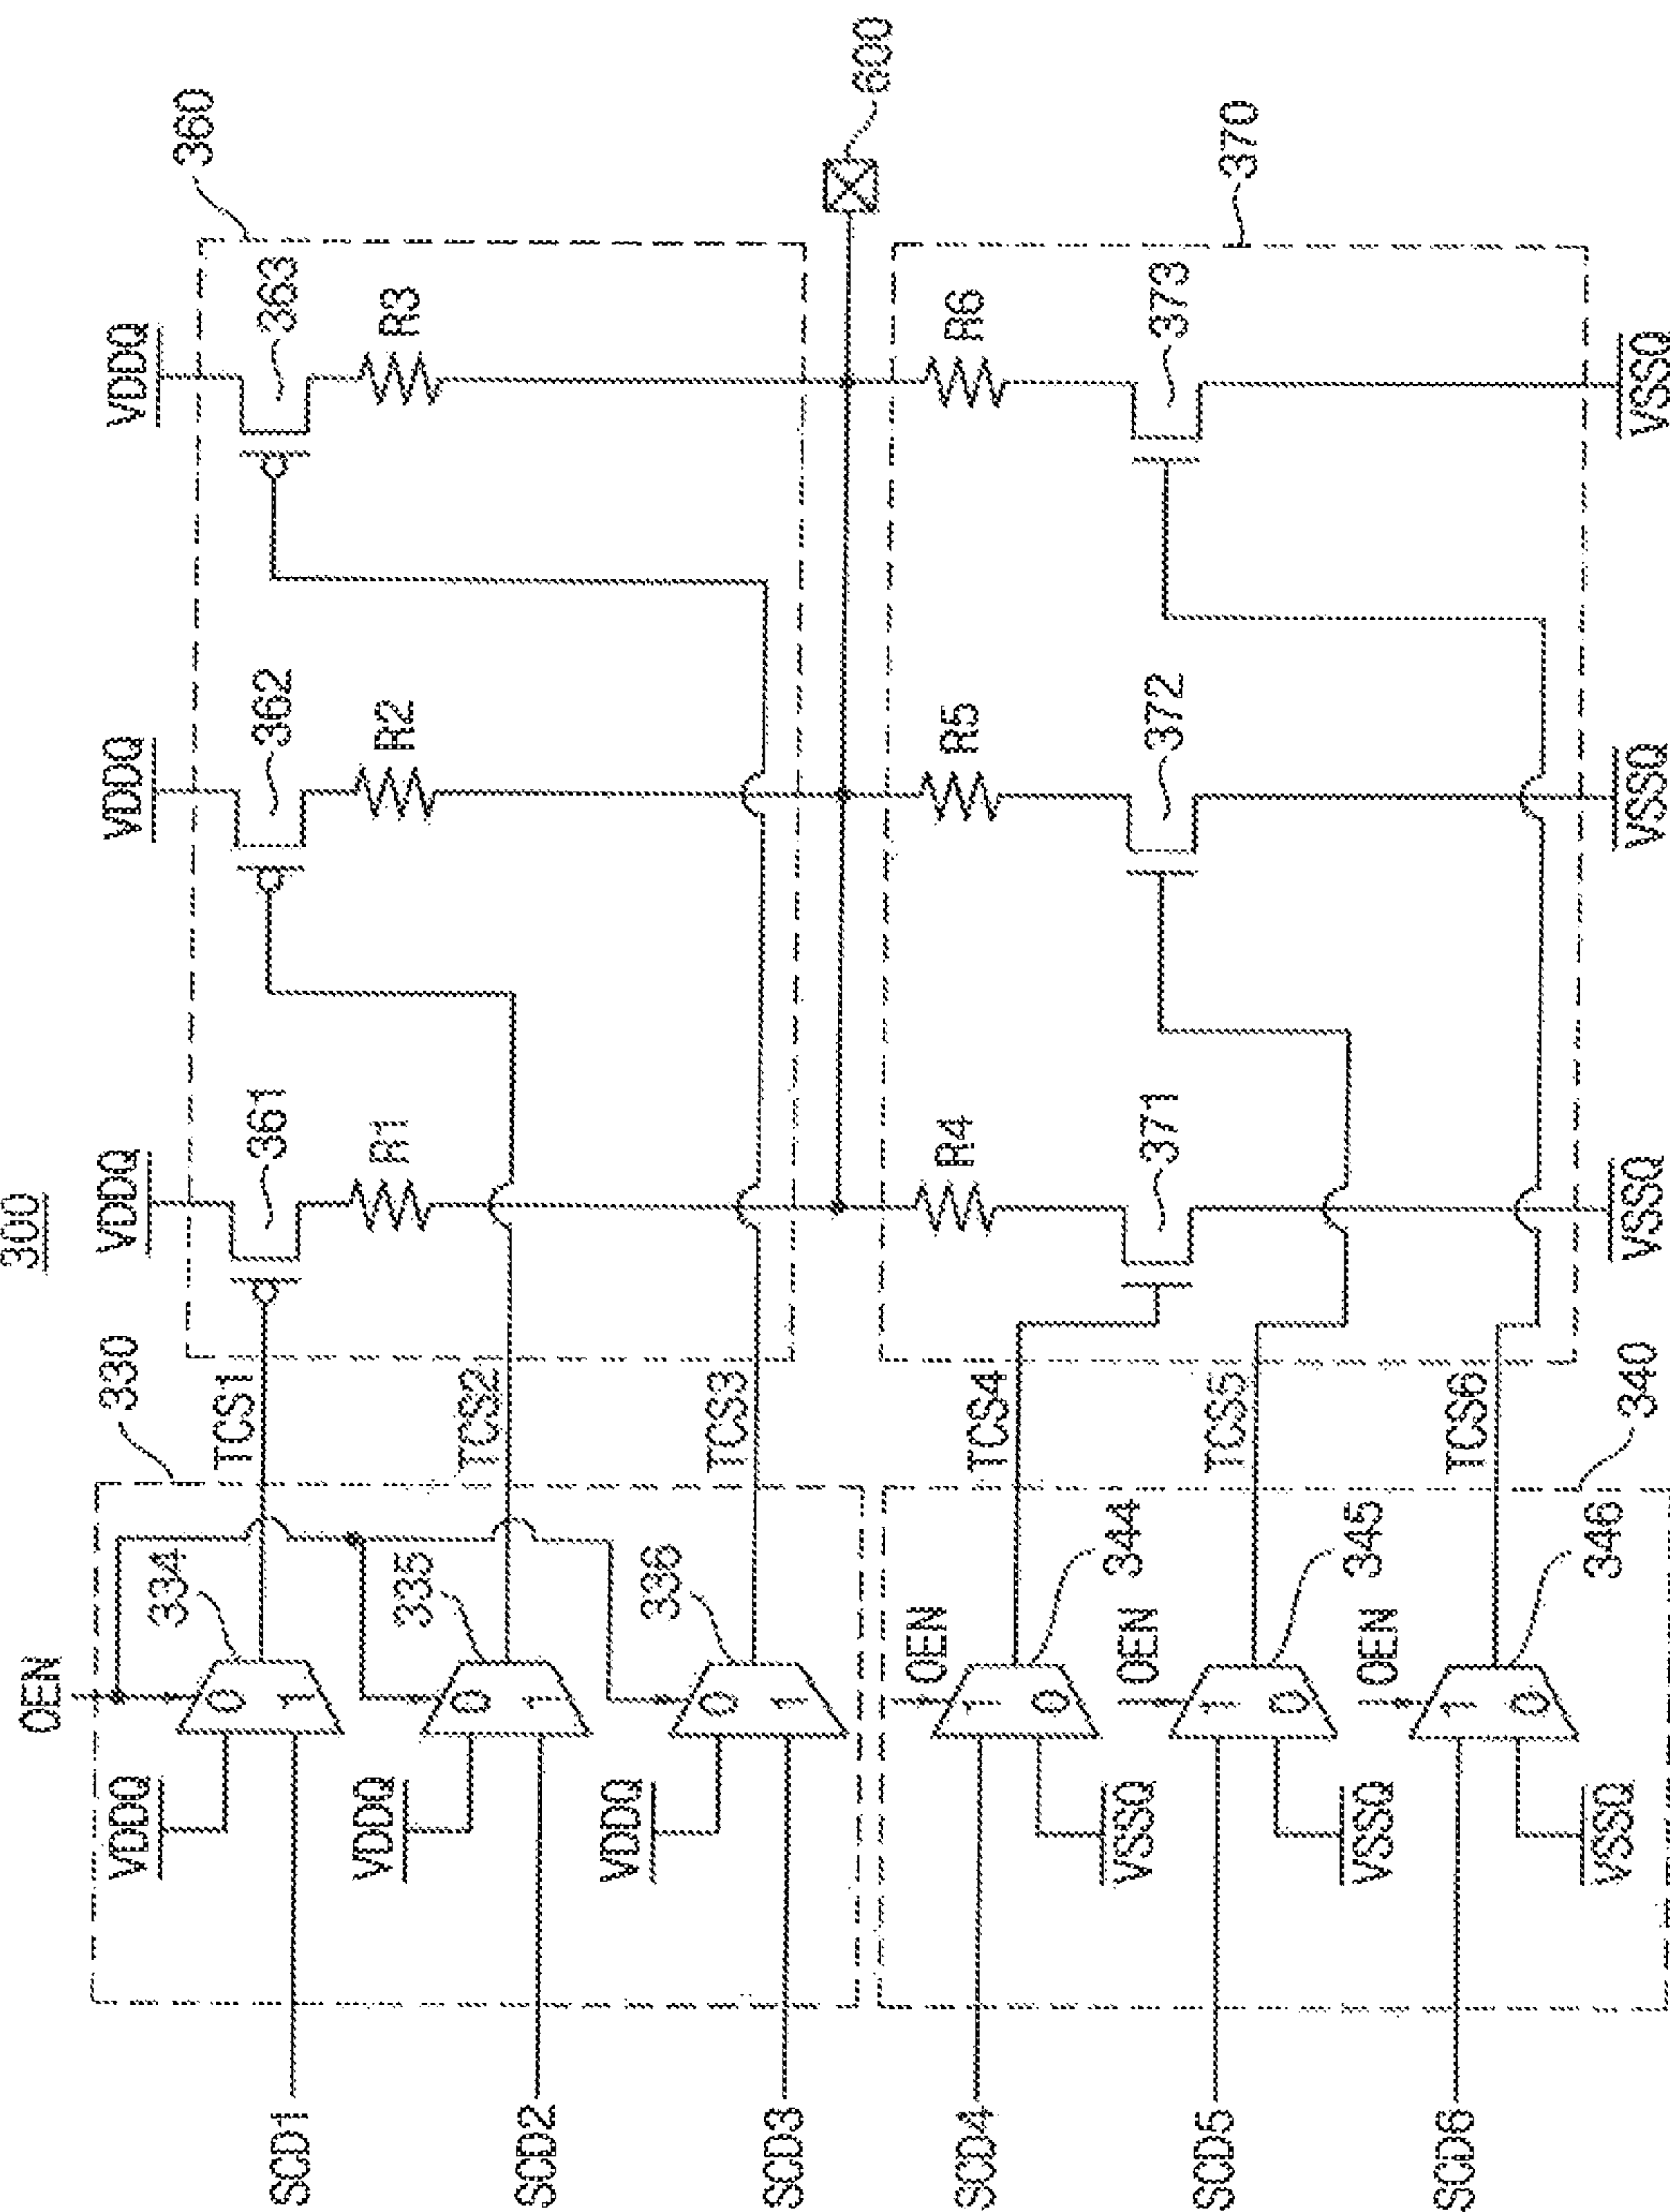 300
OEN
330
VDDQ
334
SCD1
TCS1
VDDQ
335
SCD2
TCS2
VDDQ
336
SCD3
TCS3
0
1
0
1
0
1
VDDQ
VDDQ
VDDQ
360
361
362
363
R1
R2
R3
600
OEN
1
0
SCD4
TCS4
VSSQ
344
OEN
1
0
SCD5
TCS5
VSSQ
345
OEN
1
0
SCD6
TCS6
VSSQ
346
340
R4
R5
R6
370
371
372
373
VSSQ
VSSQ
VSSQ